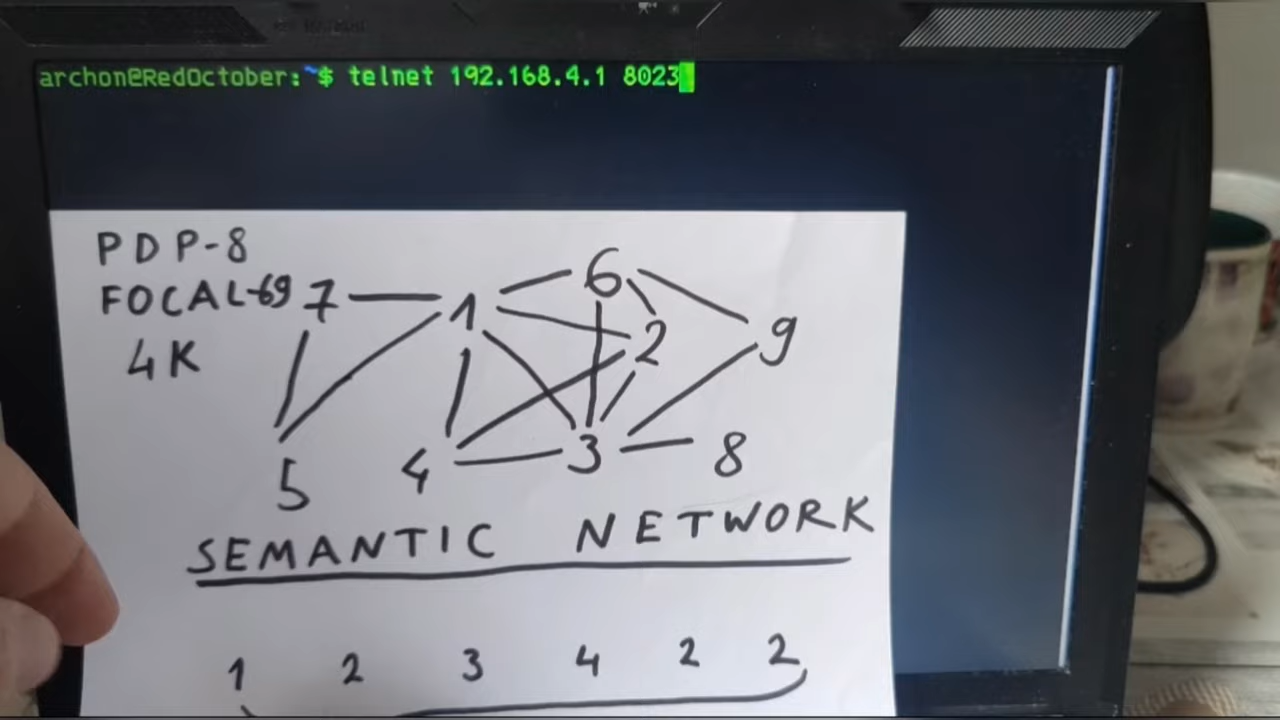 archon@RedOctober:~$ telnet 192.168.4.1 8023
PDP-8
FOCAL-69
4K
7 1 6
2 9
5 4 3 8
SEMANTIC NETWORK
1 2 3 4 2 2